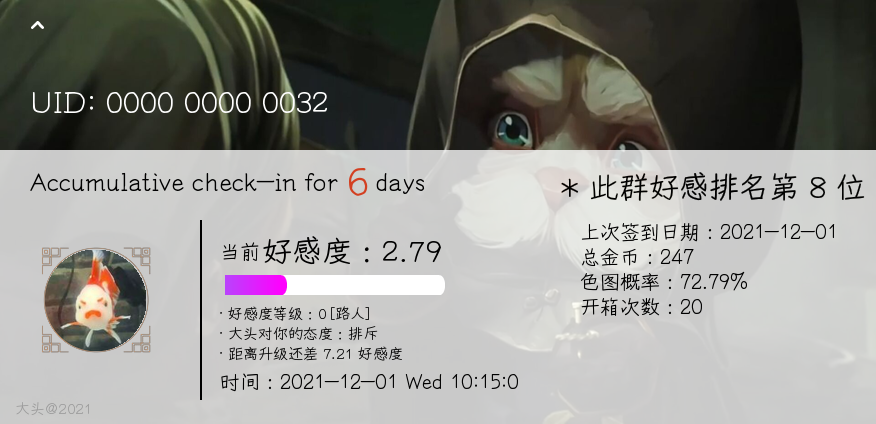 UID: 0000 0000 0032
Accumulative check-in for 6 days
当前好感度：2.79
· 好感度等级：0 [路人]
· 大头对你的态度：排斥
· 距离升级还差 7.21 好感度
时间：2021-12-01 Wed 10:15:0
* 此群好感排名第 8 位
上次签到日期：2021-12-01
总金币：247
色图概率：72.79%
开箱次数：20
大头@2021